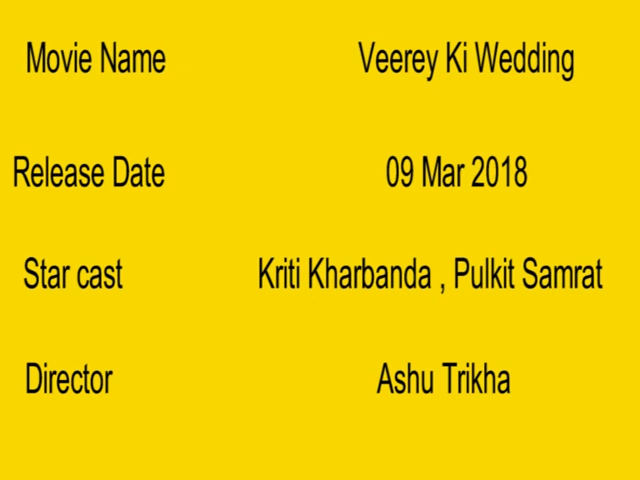 Movie Name Veerey Ki Wedding
Release Date 09 Mar 2018
Star cast Kriti Kharbanda , Pulkit Samrat
Director Ashu Trikha